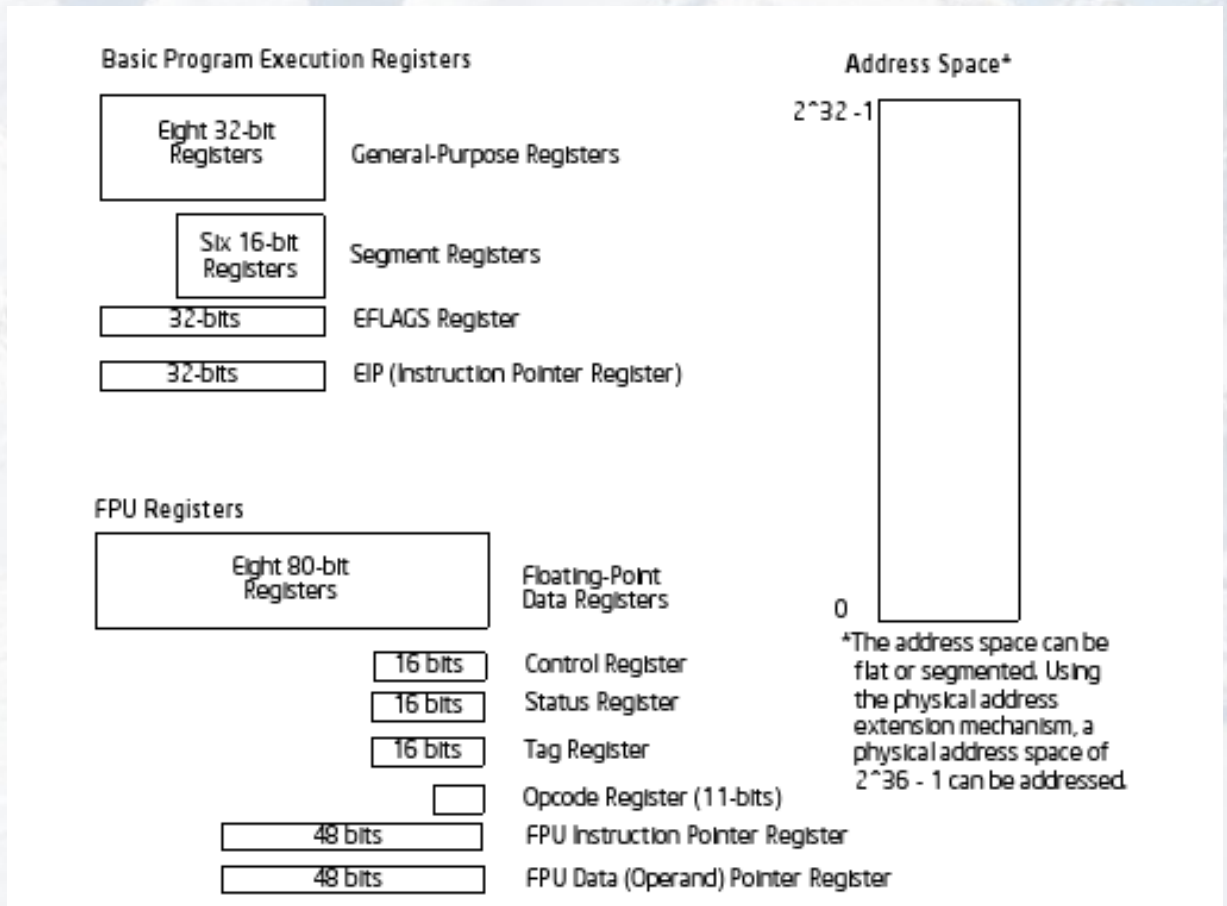 Basic Program Execution Registers
Eight 32-bit
Registers
General-Purpose Registers
Six 16-bit
Registers
Segment Registers
32-bits
EFLAGS Register
32-bits
EIP (Instruction Pointer Register)
FPU Registers
Eight 80-bit
Registers
Floating-Point
Data Registers
16 bits
Control Register
16 bits
Status Register
16 bits
Tag Register
Opcode Register (11-bits)
48 bits
FPU Instruction Pointer Register
48 bits
FPU Data (Operand) Pointer Register
Address Space*
2^32 -1
0
*The address space can be
flat or segmented. Using
the physical address
extension mechanism, a
physical address space of
2^36 - 1 can be addressed.